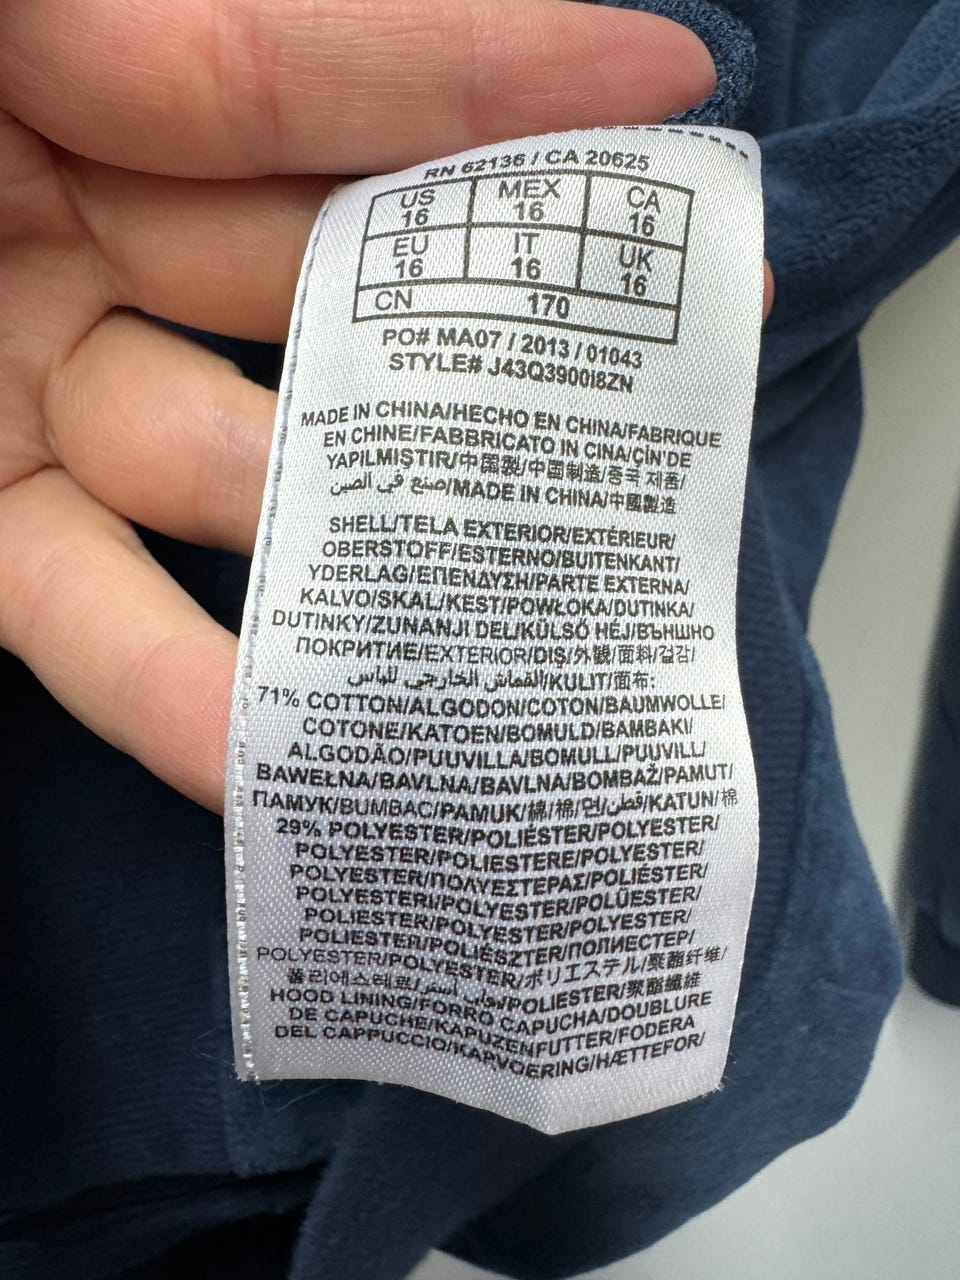 RN 62136 / CA 20625
US 16 MEX 16 CA 16
EU 16 IT 16 UK 16
CN 170
PO# MA07 / 2013 / 01043
STYLE# J43Q3900I8ZN
MADE IN CHINA/HECHO EN CHINA/FABRIQUE
EN CHINE/FABBRICATO IN CINA/ÇİN'DE
YAPILMIŞTIR/中国製/中国制造/중국 제품/
صنع في الصين/MADE IN CHINA/中國製造
SHELL/TELA EXTERIOR/EXTÉRIEUR/
OBERSTOFF/ESTERNO/BUITENKANT/
YDERLAG/ΕΠΕΝΔΥΣΗ/PARTE EXTERNA/
KALVO/SKAL/KEST/POWŁOKA/DUTINKA/
DUTINKY/ZUNANJI DEL/KÜLSŐ HÉJ/ВЪНШНО
ПОКРИТИЕ/EXTERIOR/DIŞ/外観/面料/겉감/
القماش الخارجي للباس/KULIT/面布:
71% COTTON/ALGODON/COTON/BAUMWOLLE/
COTONE/KATOEN/BOMULD/ΒΑΜΒΑΚΙ/
ALGODÃO/PUUVILLA/BOMULL/PUUVILL/
BAWEŁNA/BAVLNA/BAVLNA/BOMBAŽ/PAMUT/
ПАМУК/BUMBAC/PAMUK/綿/棉/면/قطن/KATUN/棉
29% POLYESTER/POLIÉSTER/POLYESTER/
POLYESTER/POLIESTERE/POLYESTER/
POLYESTER/ΠΟΛΥΕΣΤΕΡΑΣ/POLIÉSTER/
POLYESTERI/POLYESTER/POLÜESTER/
POLIESTER/POLYESTER/POLYESTER/
POLIESTER/POLIÉSZTER/ПОЛИЕСТЕР/
POLYESTER/POLYESTER/ポリエステル/聚酯纤维/
폴리에스테르/POLIESTER/聚酯纖維
HOOD LINING/FORRO CAPUCHA/DOUBLURE
DE CAPUCHE/KAPUZENFUTTER/FODERA
DEL CAPPUCCIO/KAPVOERING/HÆTTEFOR/